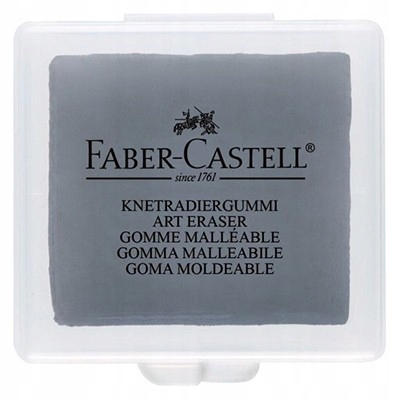 FABER-CASTELL®
since 1761
KNETRADIERGUMMI
ART ERASER
GOMME MALLÉABLE
GOMMA MALLEABILE
GOMA MOLDEABLE